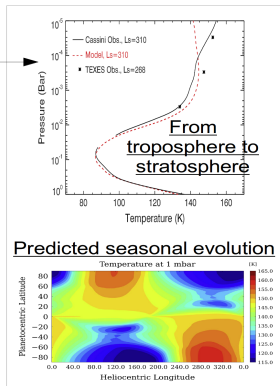 10-5
Cassini Obs., Ls=310
10-4
Model, Ls=310
TEXES Obs., Ls=268
10-3
10-2
10-1
100
Pressure (Bar)
From
troposphere to
stratosphere
80 100 120 140 160
Temperature (K)
Predicted seasonal evolution
Temperature at 1 mbar
[K]
80
60
40
20
0
-20
-40
-60
-80
Planetocentric Latitude
0.0 40.0 80.0 120.0 160.0 200.0 240.0 280.0 320.0 0.0
Heliocentric Longitude
165.0
160.0
155.0
150.0
145.0
140.0
135.0
130.0
125.0
120.0
115.0